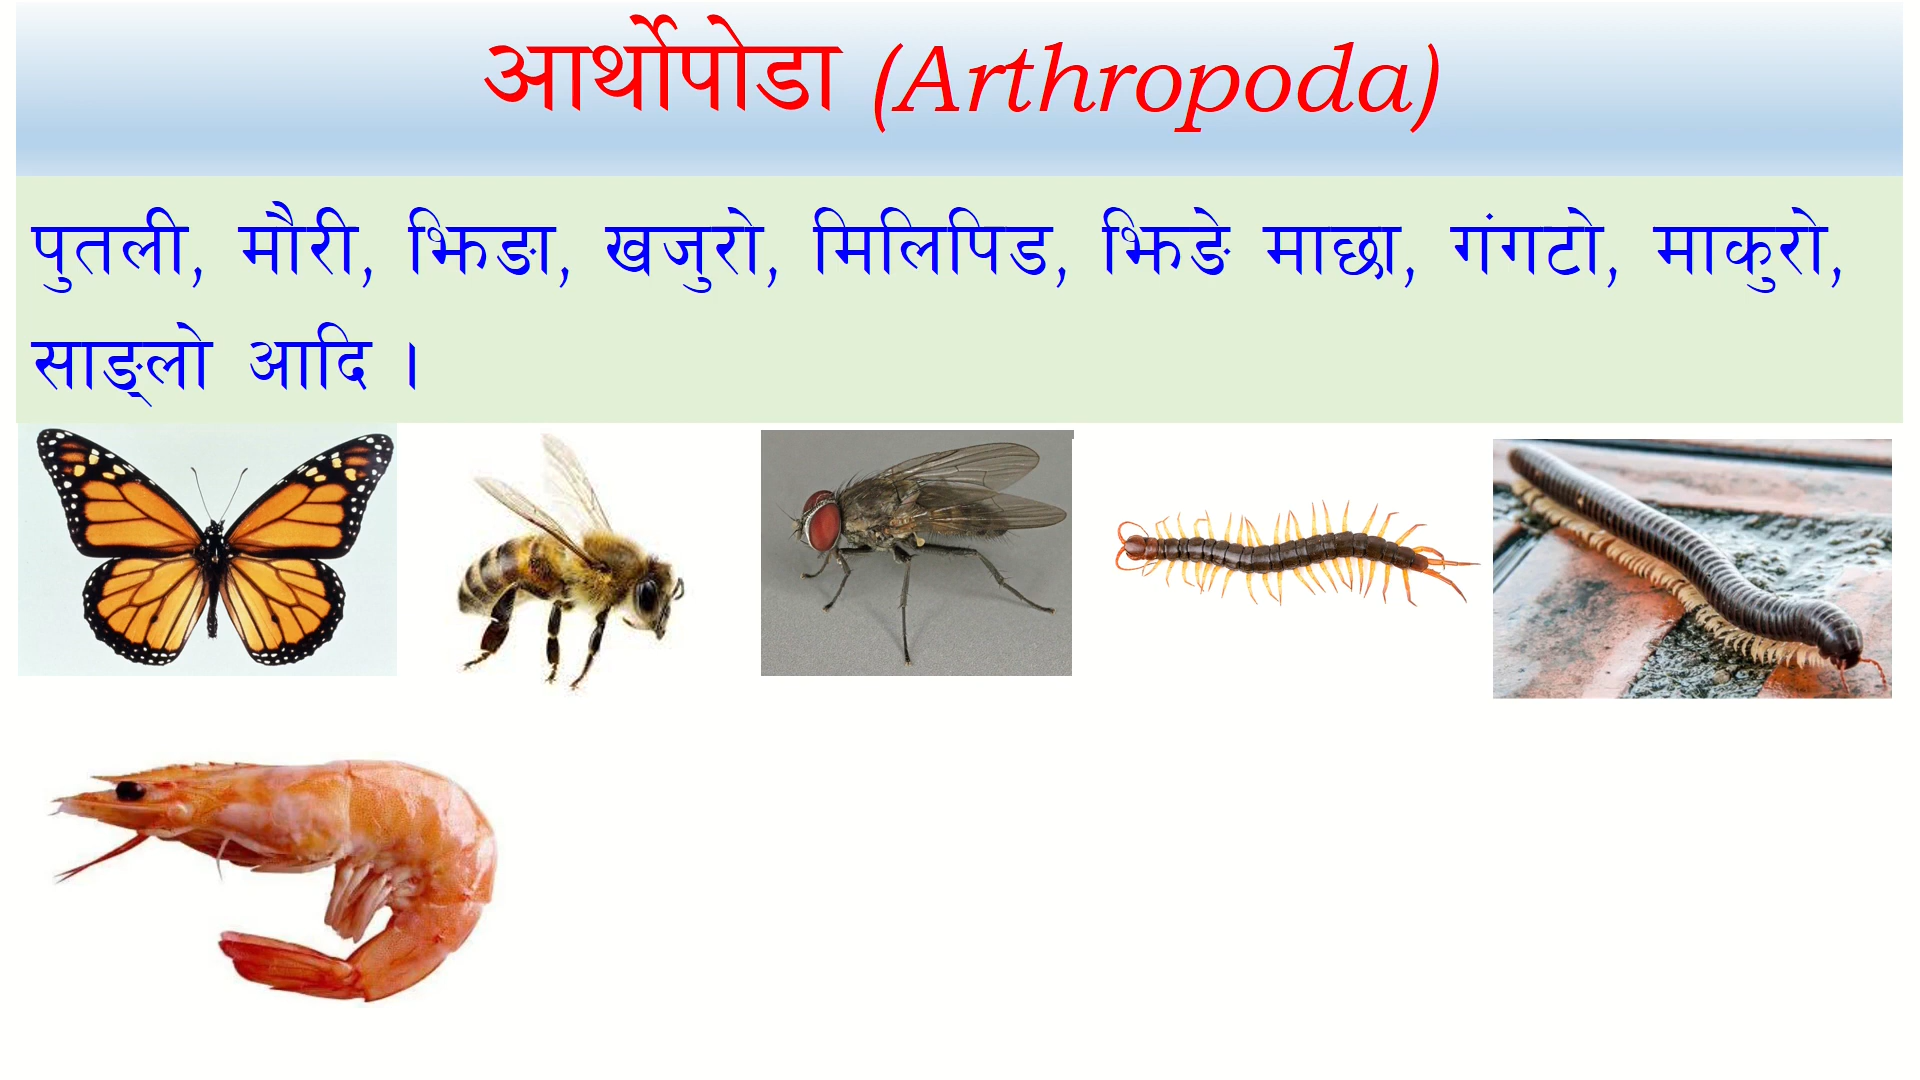 आर्थोपोडा (Arthropoda)
पुतली, मौरी, झिङा, खजुरो, मिलिपिड, झिङे माछा, गंगटो, माकुरो,
साङ्लो आदि ।